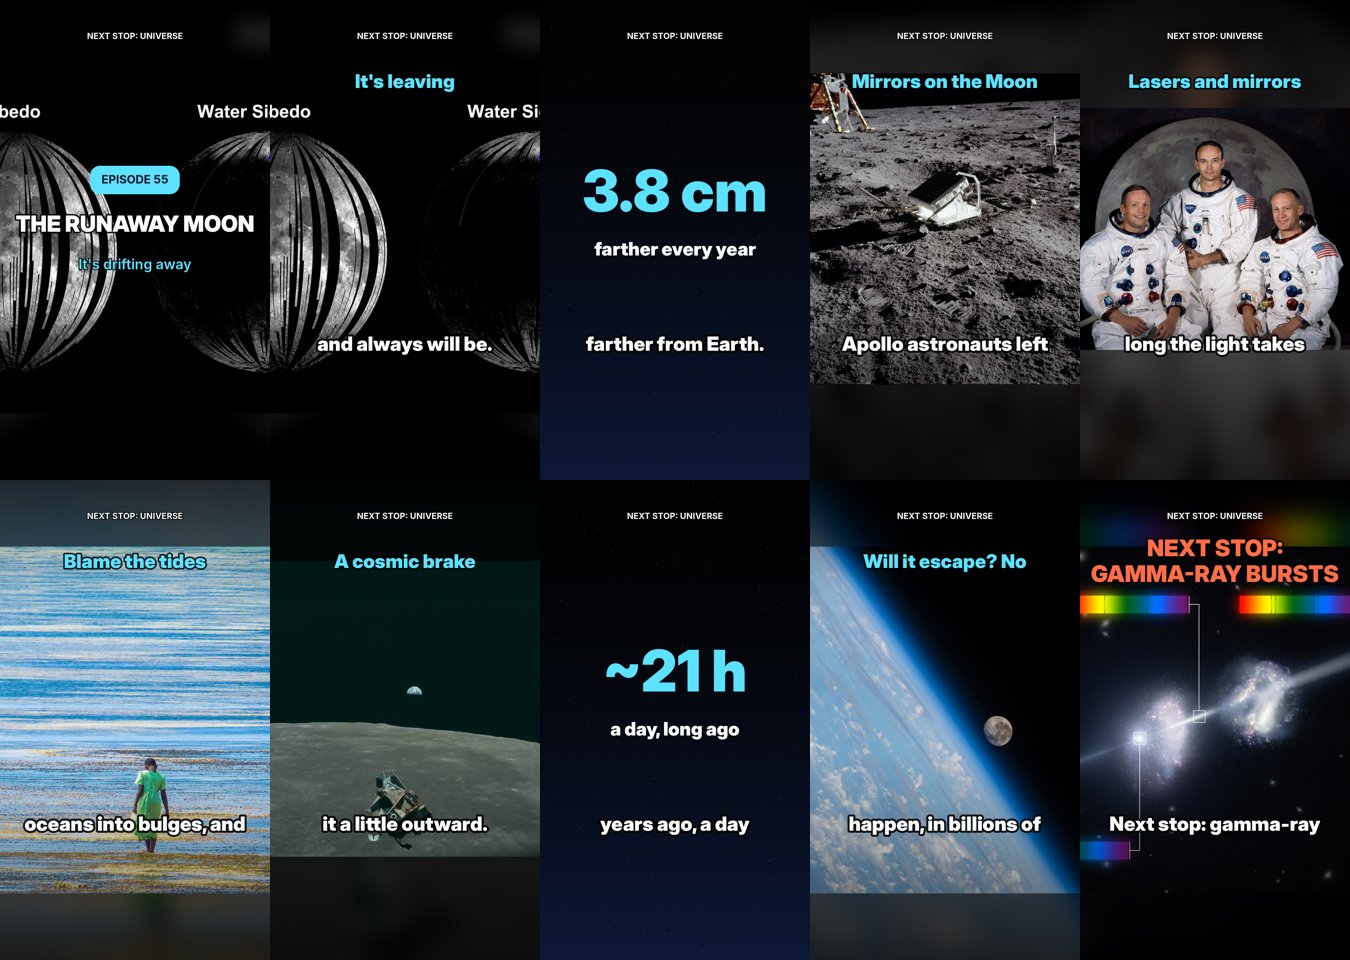 NEXT STOP: UNIVERSE
bedo
Water Si
EPISODE 55
THE RUNAWAY MOON
It's drifting away
NEXT STOP: UNIVERSE
It's leaving
bedo
Water Si
and always will be.
NEXT STOP: UNIVERSE
3.8 cm
farther every year
farther from Earth.
NEXT STOP: UNIVERSE
Mirrors on the Moon
Apollo astronauts left
NEXT STOP: UNIVERSE
Lasers and mirrors
long the light takes
NEXT STOP: UNIVERSE
Blame the tides
oceans into bulges, and
NEXT STOP: UNIVERSE
A cosmic brake
it a little outward.
NEXT STOP: UNIVERSE
~21 h
a day, long ago
years ago, a day
NEXT STOP: UNIVERSE
Will it escape? No
happen, in billions of
NEXT STOP: UNIVERSE
NEXT STOP:
GAMMA-RAY BURSTS
Next stop: gamma-ray